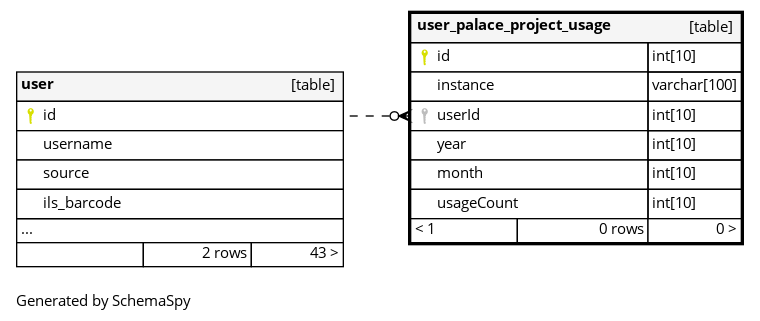 user [table]
id
username
source
ils_barcode
...
2 rows 43 >
user_palace_project_usage [table]
id int[10]
instance varchar[100]
userId int[10]
year int[10]
month int[10]
usageCount int[10]
< 1 0 rows 0 >
Generated by SchemaSpy